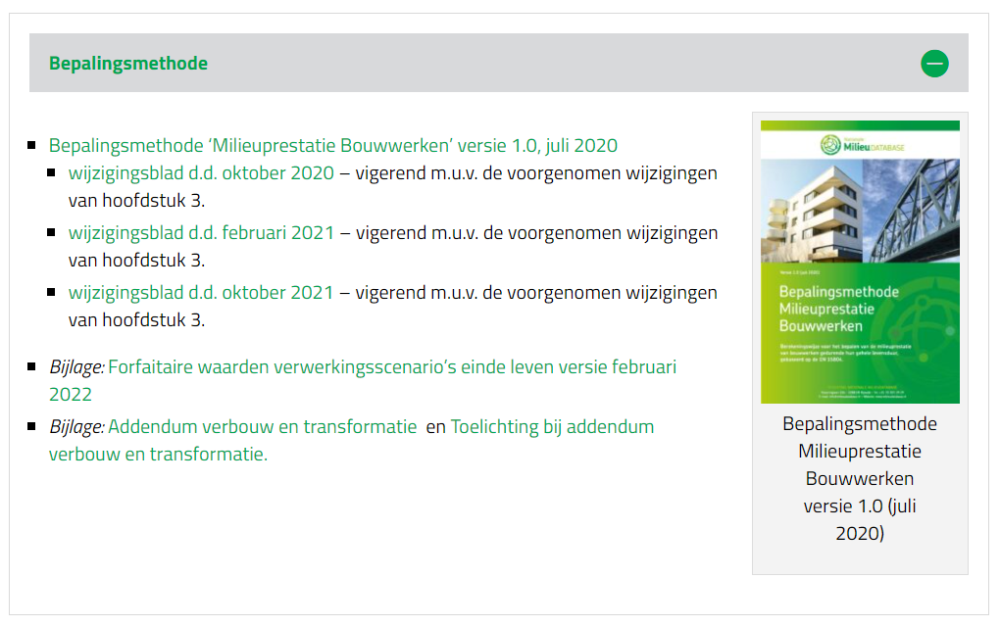 Bepalingsmethode
Bepalingsmethode ‘Milieuprestatie Bouwwerken’ versie 1.0, juli 2020
wijzigingsblad d.d. oktober 2020 – vigerend m.u.v. de voorgenomen wijzigingen
van hoofdstuk 3.
wijzigingsblad d.d. februari 2021 – vigerend m.u.v. de voorgenomen wijzigingen
van hoofdstuk 3.
wijzigingsblad d.d. oktober 2021 – vigerend m.u.v. de voorgenomen wijzigingen
van hoofdstuk 3.
Bijlage: Forfaitaire waarden verwerkingsscenario’s einde leven versie februari
2022
Bijlage: Addendum verbouw en transformatie en Toelichting bij addendum
verbouw en transformatie.
MilieuDATABASE
Versie 1.0 (juli 2020)
Bepalingsmethode
Milieuprestatie
Bouwwerken
Berekeningswijze voor het bepalen van de milieuprestatie
van bouwwerken gedurende hun gehele levensduur,
gebaseerd op de EN 15804.
Bepalingsmethode
Milieuprestatie
Bouwwerken
versie 1.0 (juli
2020)